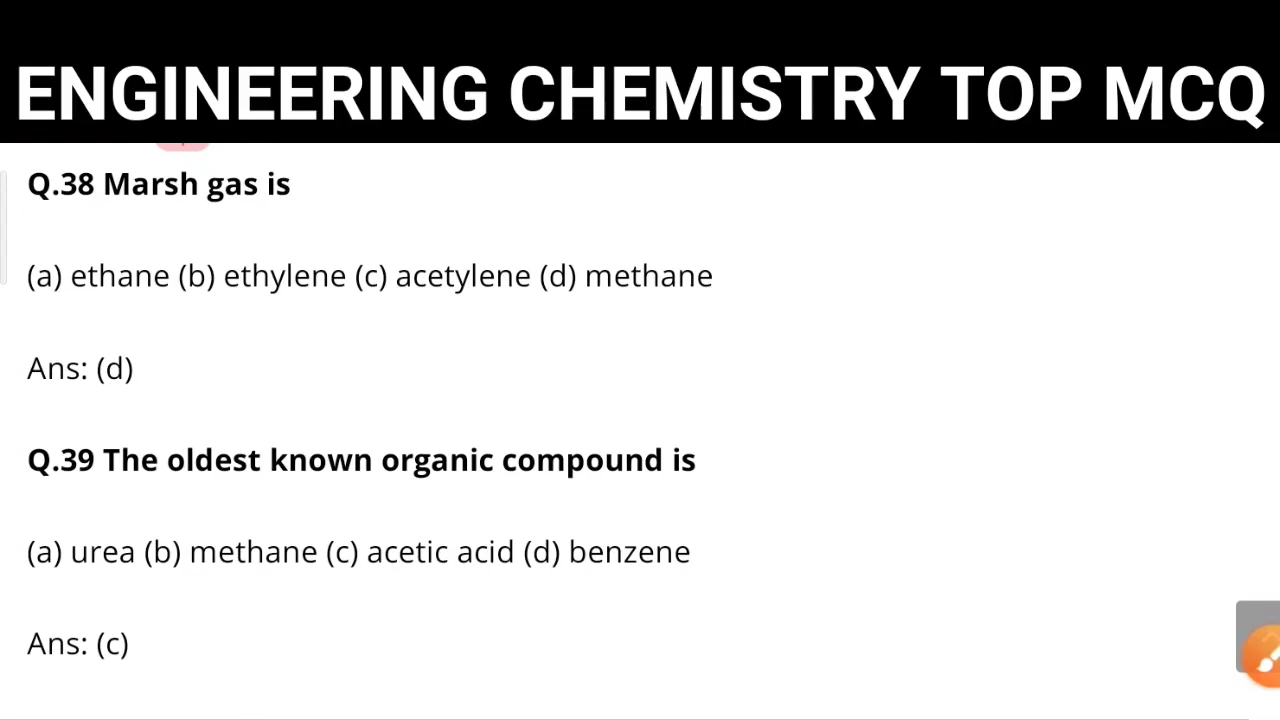 ENGINEERING CHEMISTRY TOP MCQ
Q.38 Marsh gas is
(a) ethane (b) ethylene (c) acetylene (d) methane
Ans: (d)
Q.39 The oldest known organic compound is
(a) urea (b) methane (c) acetic acid (d) benzene
Ans: (c)